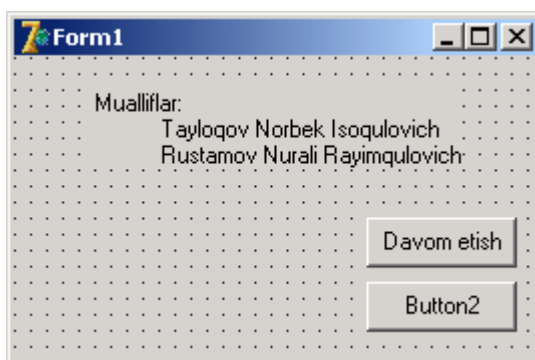 Form1
Mualliflar:
Tayloqov Norbek Isoqulovich
Rustamov Nurali Rayimqulovich
Davom etish
Button2